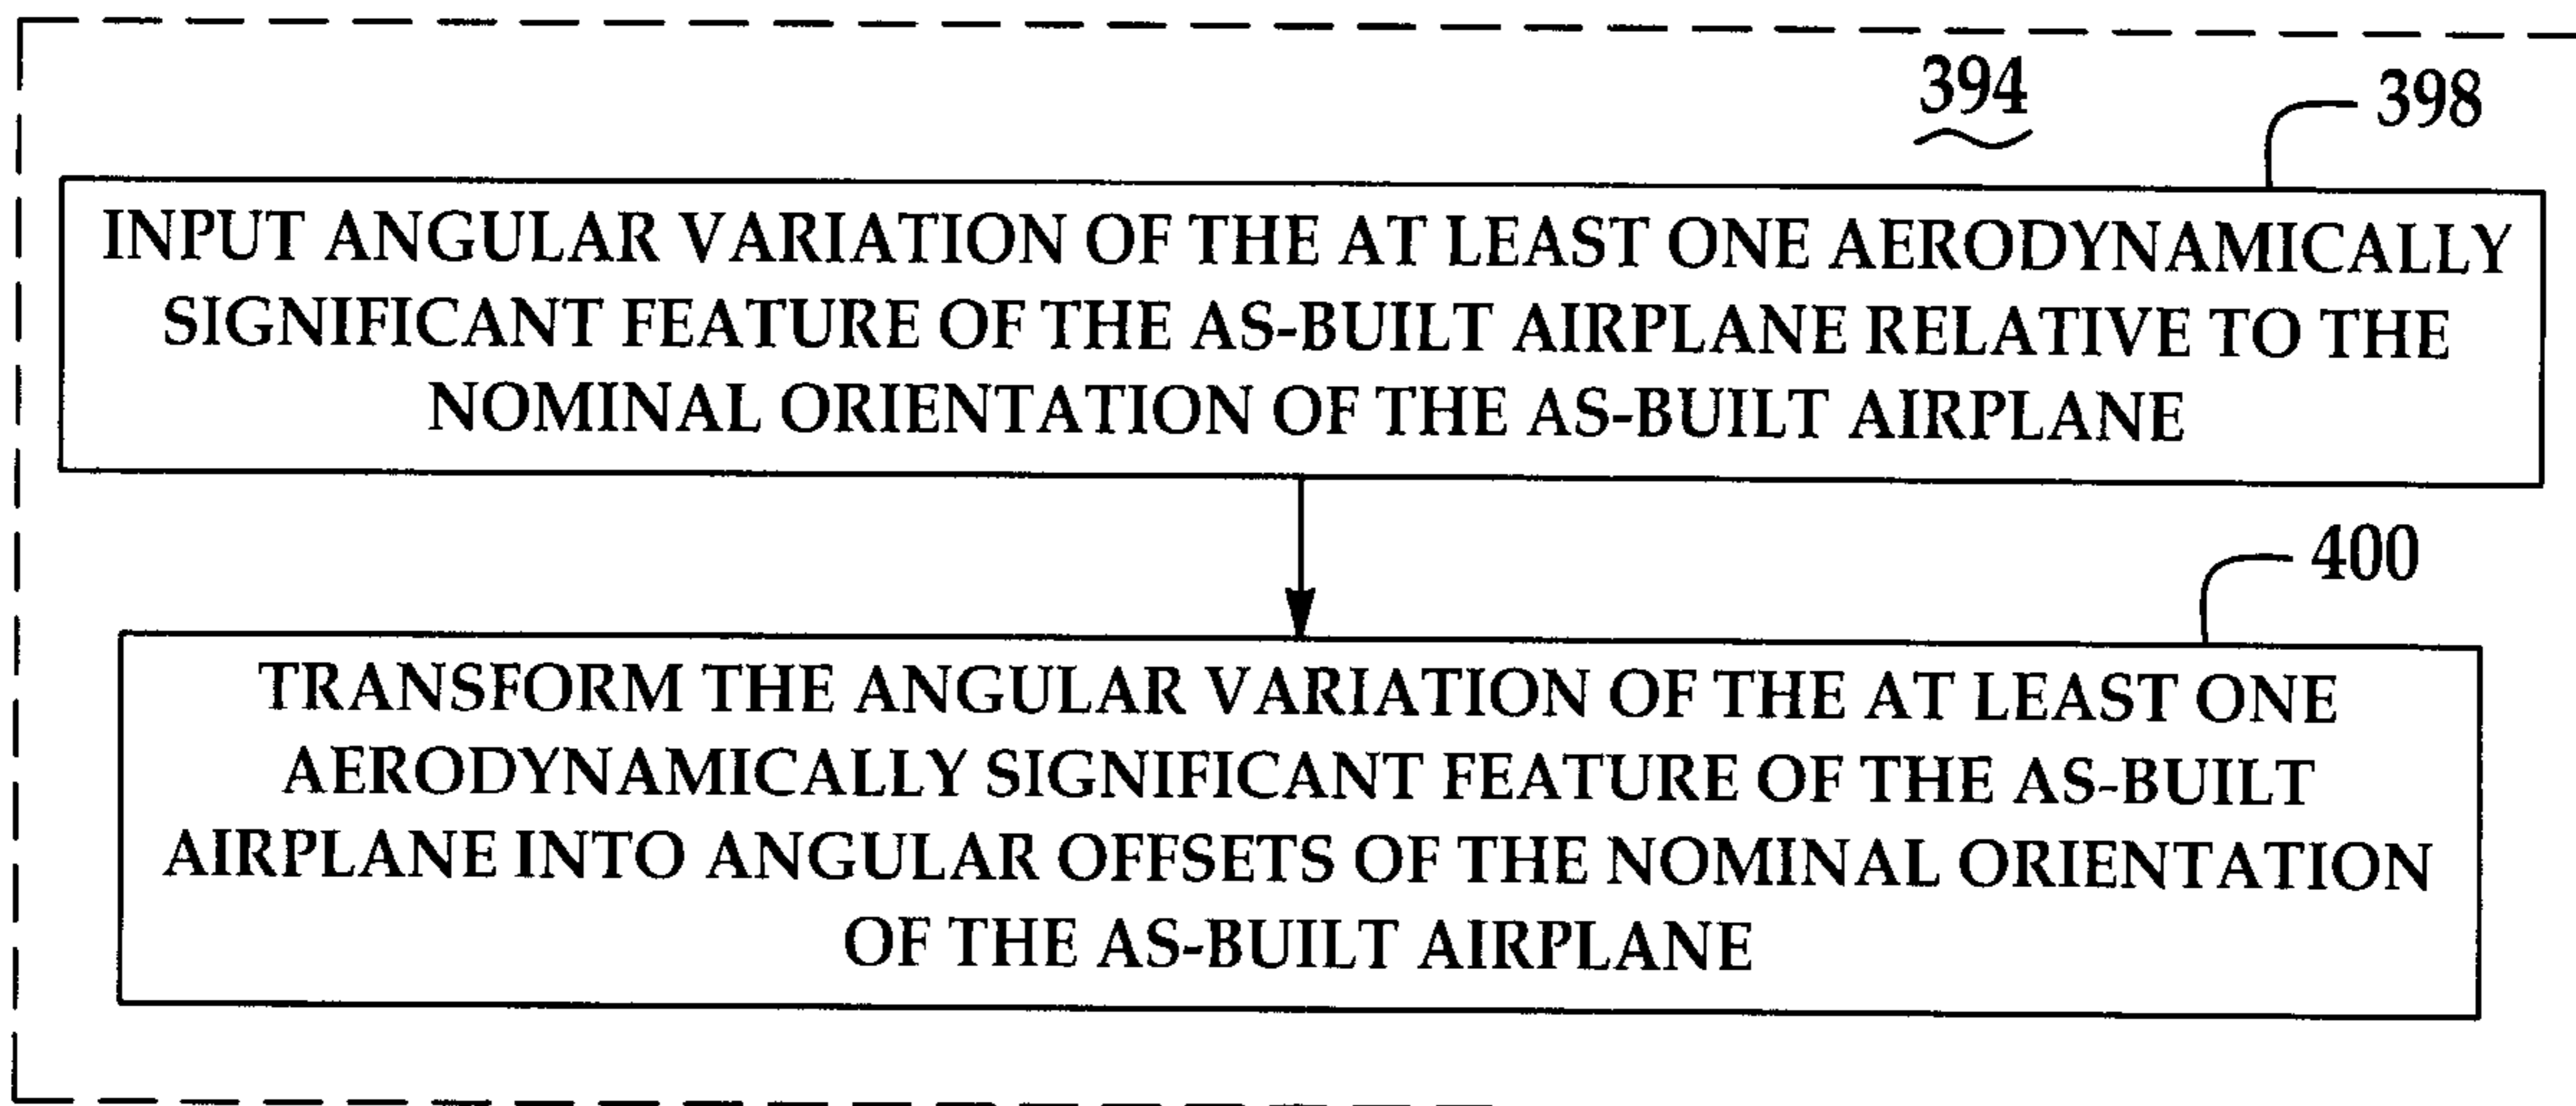 394
398
INPUT ANGULAR VARIATION OF THE AT LEAST ONE AERODYNAMICALLY
SIGNIFICANT FEATURE OF THE AS-BUILT AIRPLANE RELATIVE TO THE
NOMINAL ORIENTATION OF THE AS-BUILT AIRPLANE
400
TRANSFORM THE ANGULAR VARIATION OF THE AT LEAST ONE
AERODYNAMICALLY SIGNIFICANT FEATURE OF THE AS-BUILT
AIRPLANE INTO ANGULAR OFFSETS OF THE NOMINAL ORIENTATION
OF THE AS-BUILT AIRPLANE